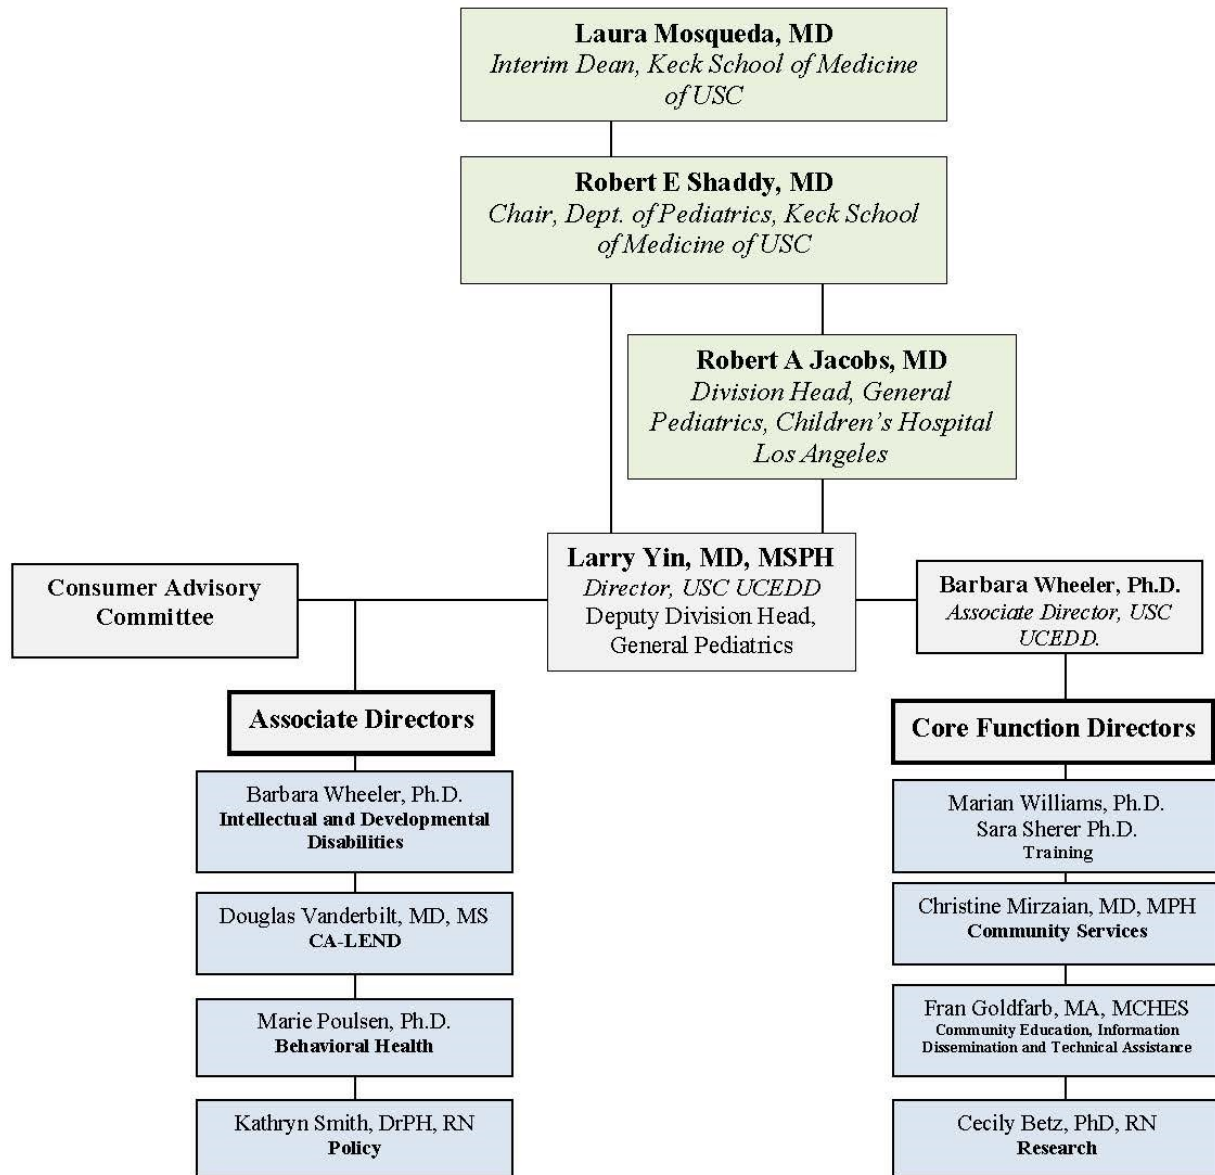 Laura Mosqueda, MD
Interim Dean, Keck School of Medicine
of USC
Robert E Shaddy, MD
Chair, Dept. of Pediatrics, Keck School
of Medicine of USC
Robert A Jacobs, MD
Division Head, General
Pediatrics, Children's Hospital
Los Angeles
Consumer Advisory
Committee
Larry Yin, MD, MSPH
Director, USC UCEDD
Deputy Division Head,
General Pediatrics
Barbara Wheeler, Ph.D.
Associate Director, USC
UCEDD.
Associate Directors
Barbara Wheeler, Ph.D.
Intellectual and Developmental
Disabilities
Douglas Vanderbilt, MD, MS
CA-LEND
Marie Poulsen, Ph.D.
Behavioral Health
Kathryn Smith, DrPH, RN
Policy
Core Function Directors
Marian Williams, Ph.D.
Sara Sherer Ph.D.
Training
Christine Mirzaian, MD, MPH
Community Services
Fran Goldfarb, MA, MCHES
Community Education, Information
Dissemination and Technical Assistance
Cecily Betz, PhD, RN
Research